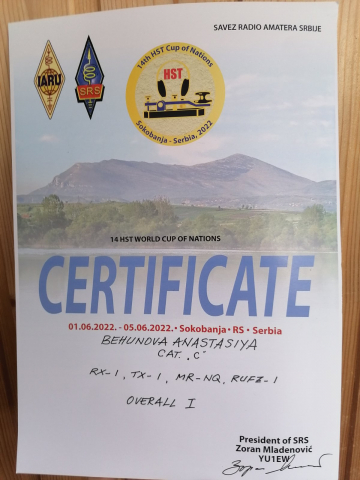 SAVEZ RADIO AMATERA SRBIJE
IARU
SRS
14th HST Cup of Nations
HST
Sokobanja - Serbia, 2022
14 HST WORLD CUP OF NATIONS
CERTIFICATE
01.06.2022. - 05.06.2022. • Sokobanja • RS • Serbia
BEHUNOVA ANASTASIYA
CAT. „C"
RX-1, TX-1, MR-NQ, RUFZ-1
OVERALL I
President of SRS
Zoran Mladenović
YU1EW